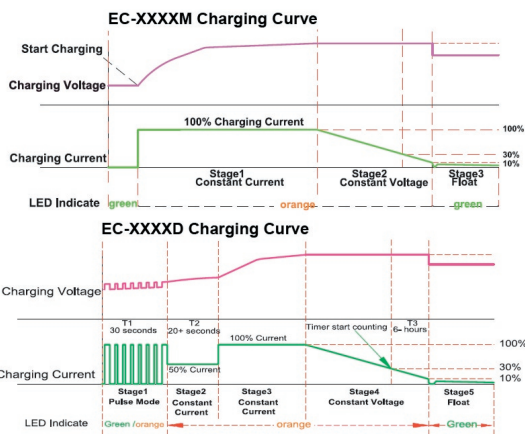 EC-XXXXM Charging Curve
Start Charging
Charging Voltage
100% Charging Current
100%
Charging Current
30%
10%
Stage1
Constant Current
Stage2
Constant Voltage
Stage3
Float
LED Indicate
green
orange
green
EC-XXXXD Charging Curve
Charging Voltage
T1
30 seconds
T2
20+ seconds
T3
6- hours
Timer start counting
100% Current
100%
50% Current
30%
Charging Current
10%
Stage1
Pulse Mode
Stage2
Constant
Current
Stage3
Constant
Current
Stage4
Constant Voltage
Stage5
Float
LED Indicate
Green /orange
orange
Green